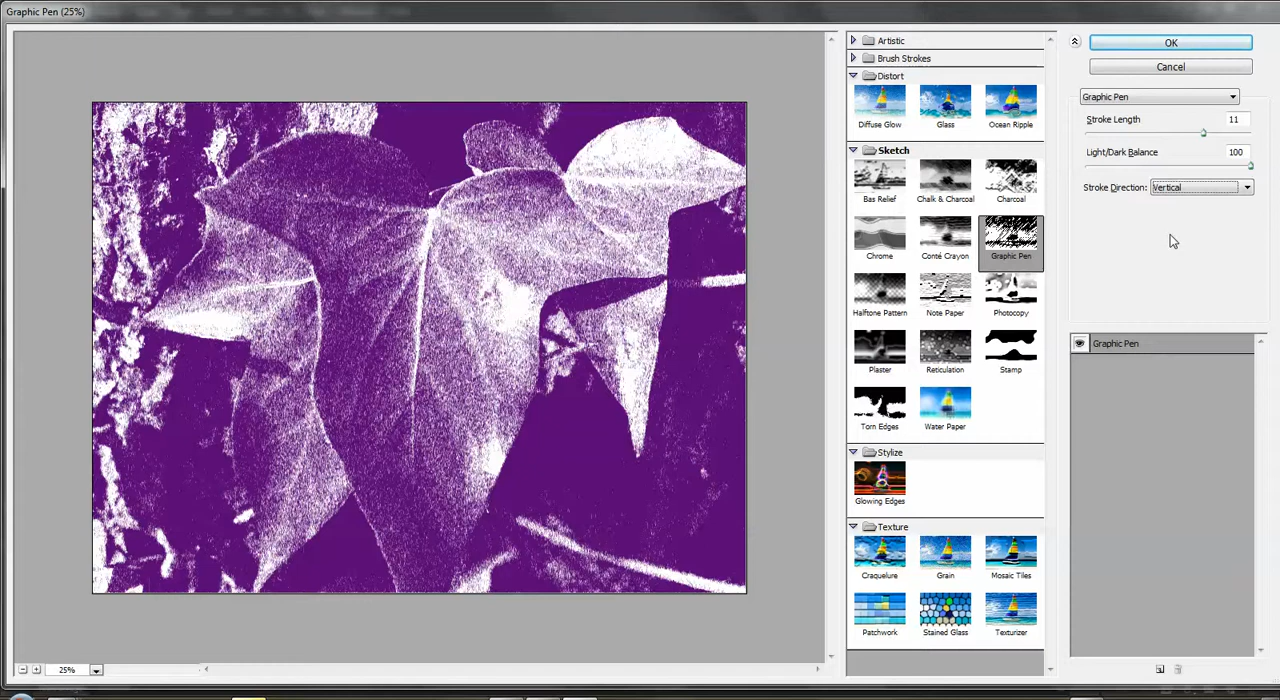 Graphic Pen (25%)
Artistic
Brush Strokes
Distort
Diffuse Glow
Glass
Ocean Ripple
Sketch
Bas Relief
Chalk & Charcoal
Charcoal
Chrome
Conté Crayon
Graphic Pen
Halftone Pattern
Note Paper
Photocopy
Plaster
Reticulation
Stamp
Torn Edges
Water Paper
Stylize
Glowing Edges
Texture
Craquelure
Grain
Mosaic Tiles
Patchwork
Stained Glass
Texturizer
OK
Cancel
Graphic Pen
Stroke Length 11
Light/Dark Balance 100
Stroke Direction: Vertical
Graphic Pen
25%